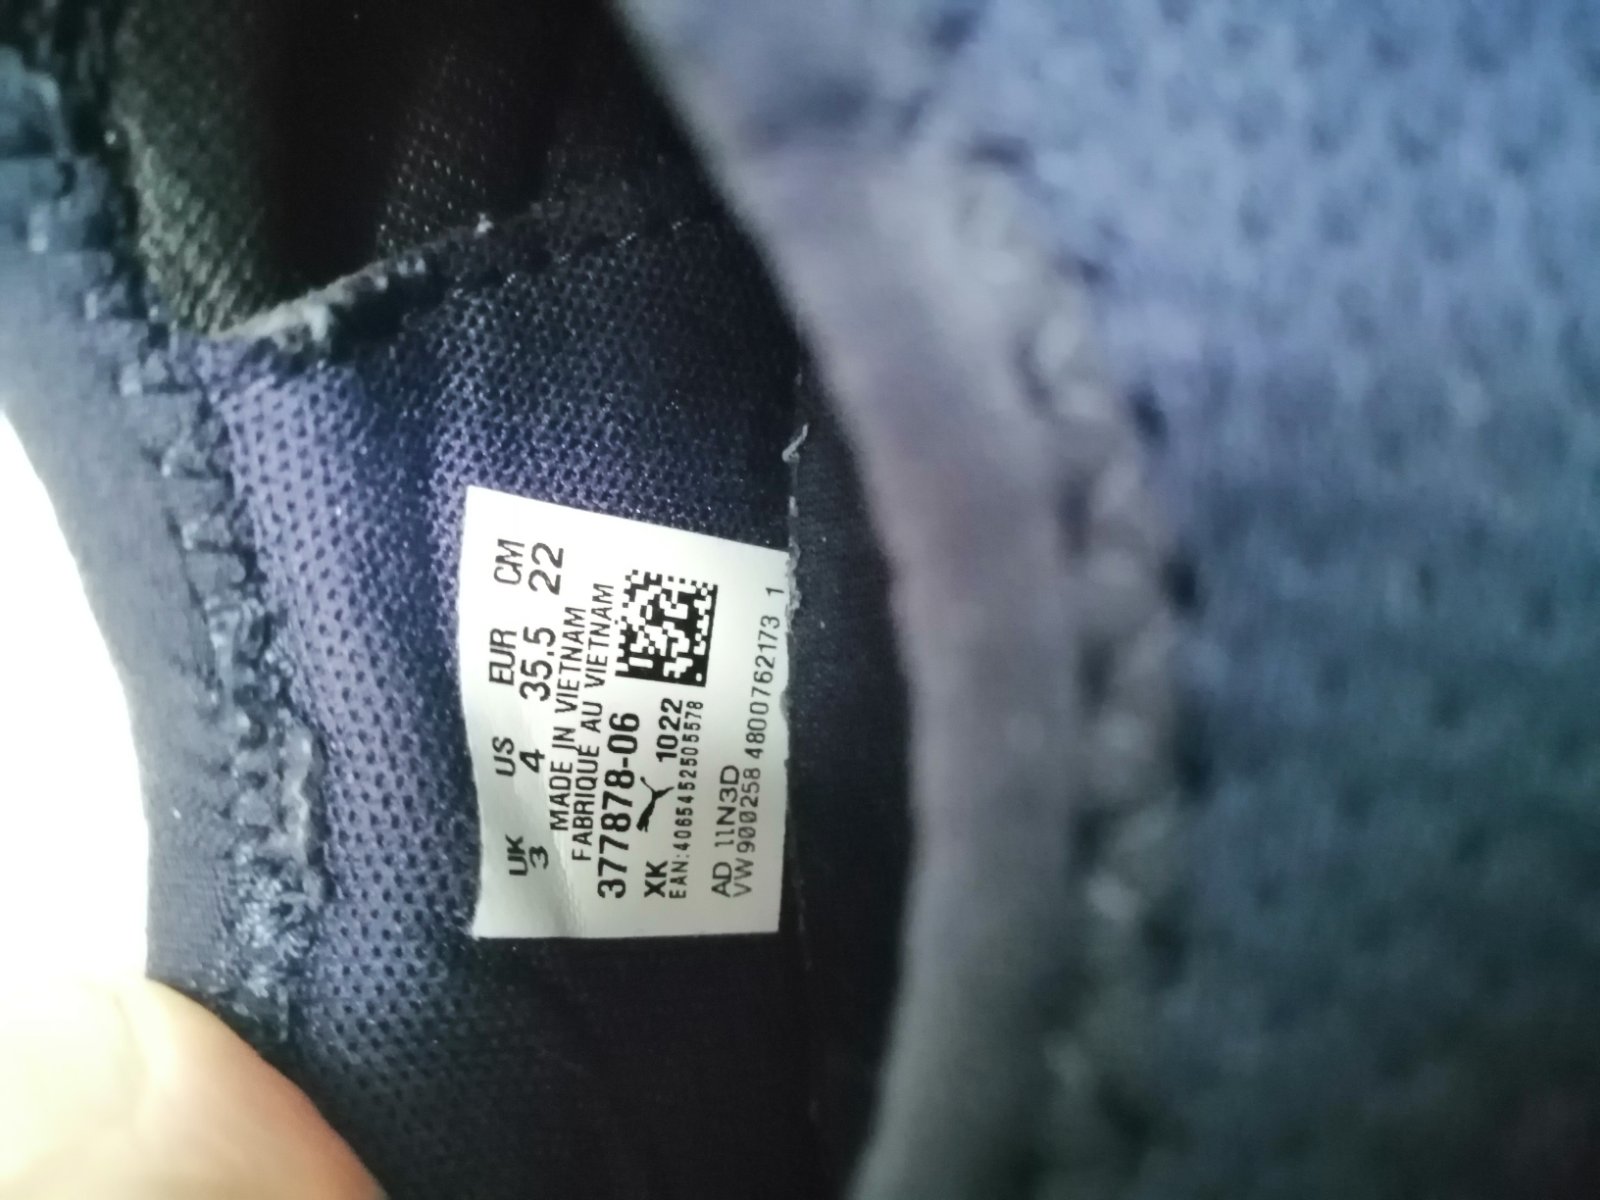 UK US EUR CM
3 4 35.5 22
MADE IN VIETNAM
FABRIQUE AU VIETNAM
377878-06
XK 1022
EAN:4065452505578
AD 11N3D
VW900258 4800762173 1